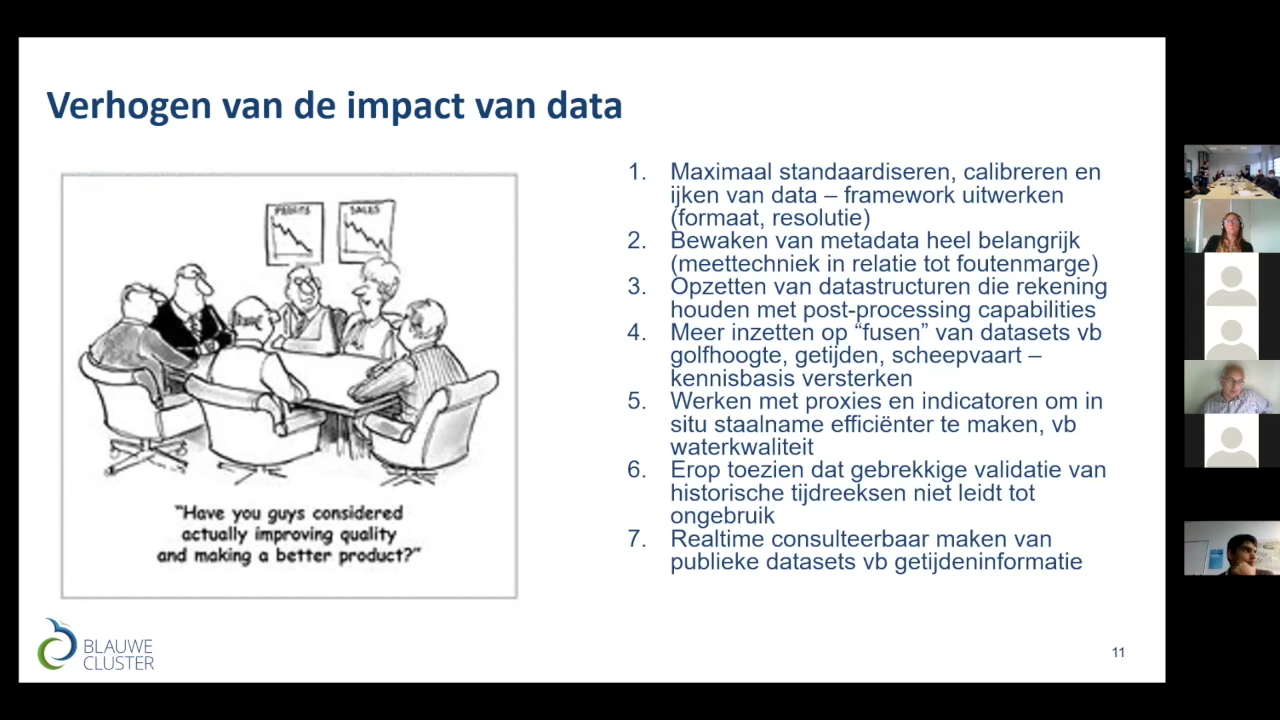 Verhogen van de impact van data
PROFITS
SALES
"Have you guys considered
actually improving quality
and making a better product?"
1. Maximaal standaardiseren, calibreren en
ijken van data – framework uitwerken
(formaat, resolutie)
2. Bewaken van metadata heel belangrijk
(meettechniek in relatie tot foutenmarge)
3. Opzetten van datastructuren die rekening
houden met post-processing capabilities
4. Meer inzetten op “fusen” van datasets vb
golfhoogte, getijden, scheepvaart –
kennisbasis versterken
5. Werken met proxies en indicatoren om in
situ staalname efficiënter te maken, vb
waterkwaliteit
6. Erop toezien dat gebrekkige validatie van
historische tijdreeksen niet leidt tot
ongebruik
7. Realtime consulteerbaar maken van
publieke datasets vb getijdeninformatie
BLAUWE
CLUSTER
11